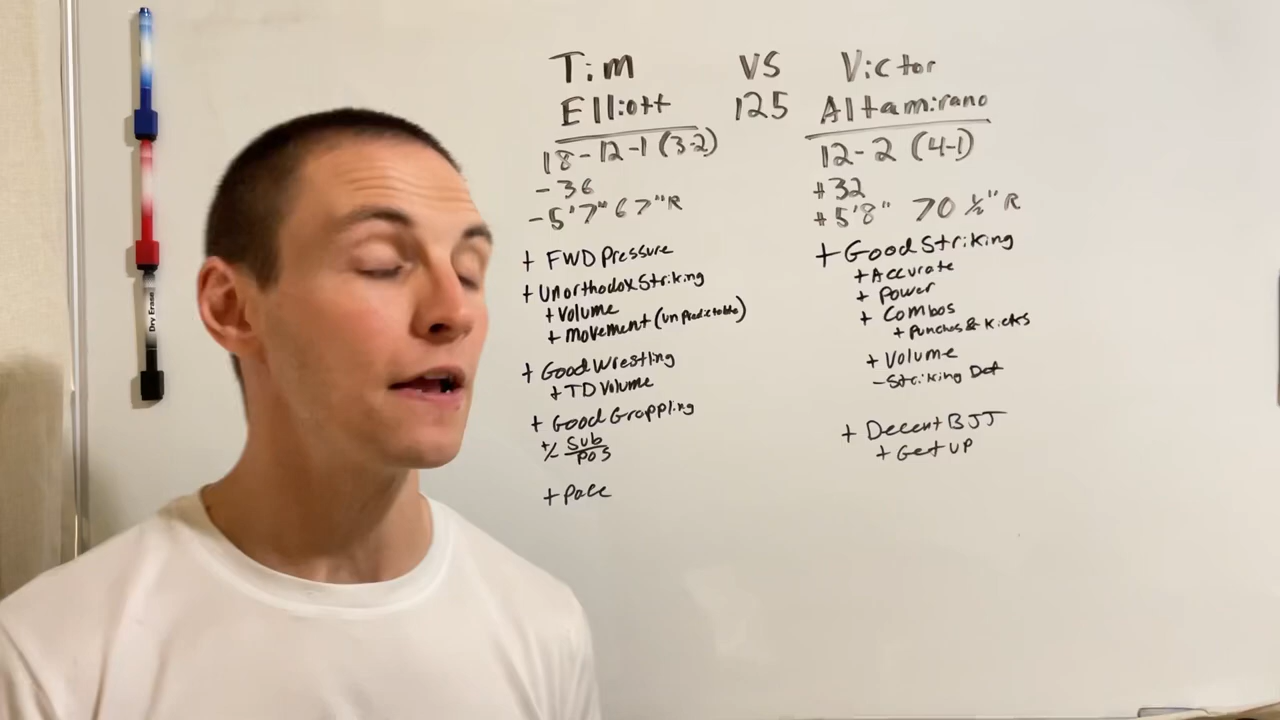 Tim VS Victor
Elliott 125 Altamirano
18-12-1 (3-2)
-36
-5'7" 67"R
+ FWD Pressure
+ Unorthodox Striking
+ Volume
+ Movement (unpredictable)
+ Good Wrestling
+ TD Volume
+ Good Grappling
+/- Sub/Pos
+ Pace
12-2 (4-1)
+32
+5'8" 70 ½" R
+ Good Striking
+ Accurate
+ Power
+ Combos
+ Punches & Kicks
+ Volume
- Striking Def
+ Decent BJJ
+ Get up
Dry Erase